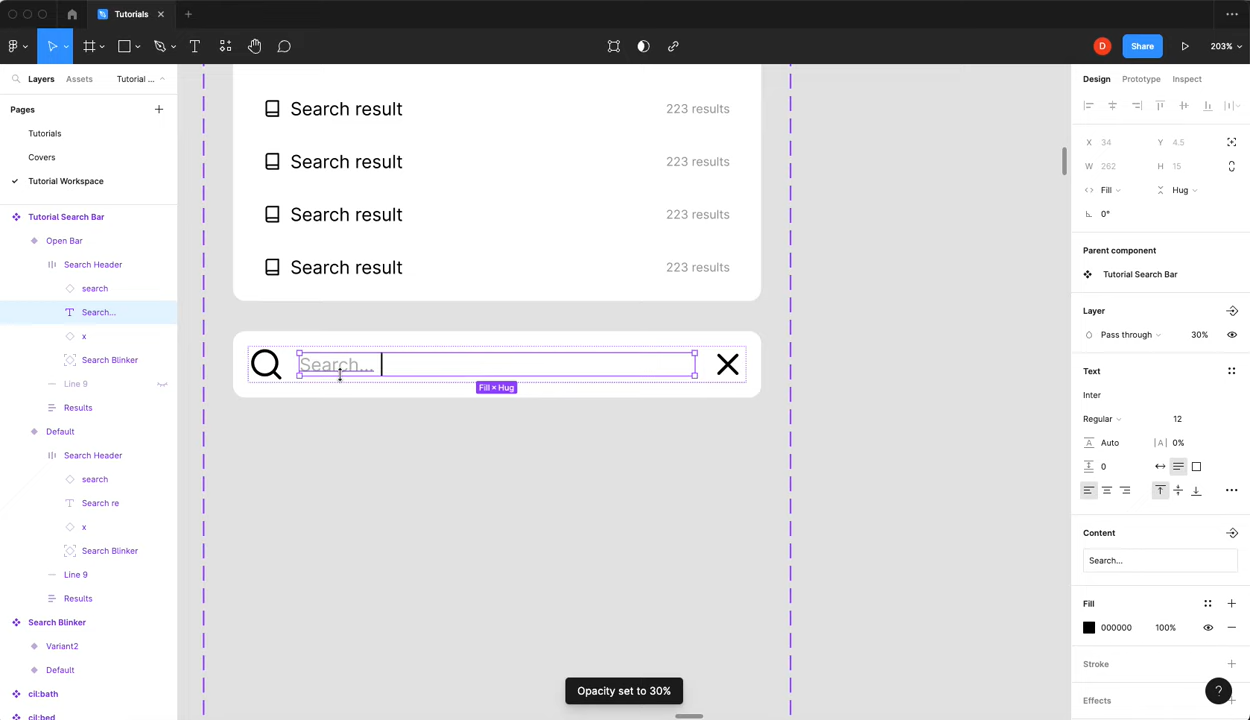 Tutorials
Share
203%
Layers
Assets
Tutorial ...
Pages
Tutorials
Covers
Tutorial Workspace
Tutorial Search Bar
Open Bar
Search Header
search
Search...
x
Search Blinker
Line 9
Results
Default
Search Header
search
Search re
x
Search Blinker
Line 9
Results
Search Blinker
Variant2
Default
cil:bath
cil:bed
Search result
223 results
Search result
223 results
Search result
223 results
Search result
223 results
Search...
Fill × Hug
Opacity set to 30%
D
Design
Prototype
Inspect
X 34
Y 4.5
W 262
H 15
Fill
Hug
0°
Parent component
Tutorial Search Bar
Layer
Pass through
30%
Text
Inter
Regular
12
Auto
0%
0
Content
Search...
Fill
000000
100%
Stroke
Effects
?